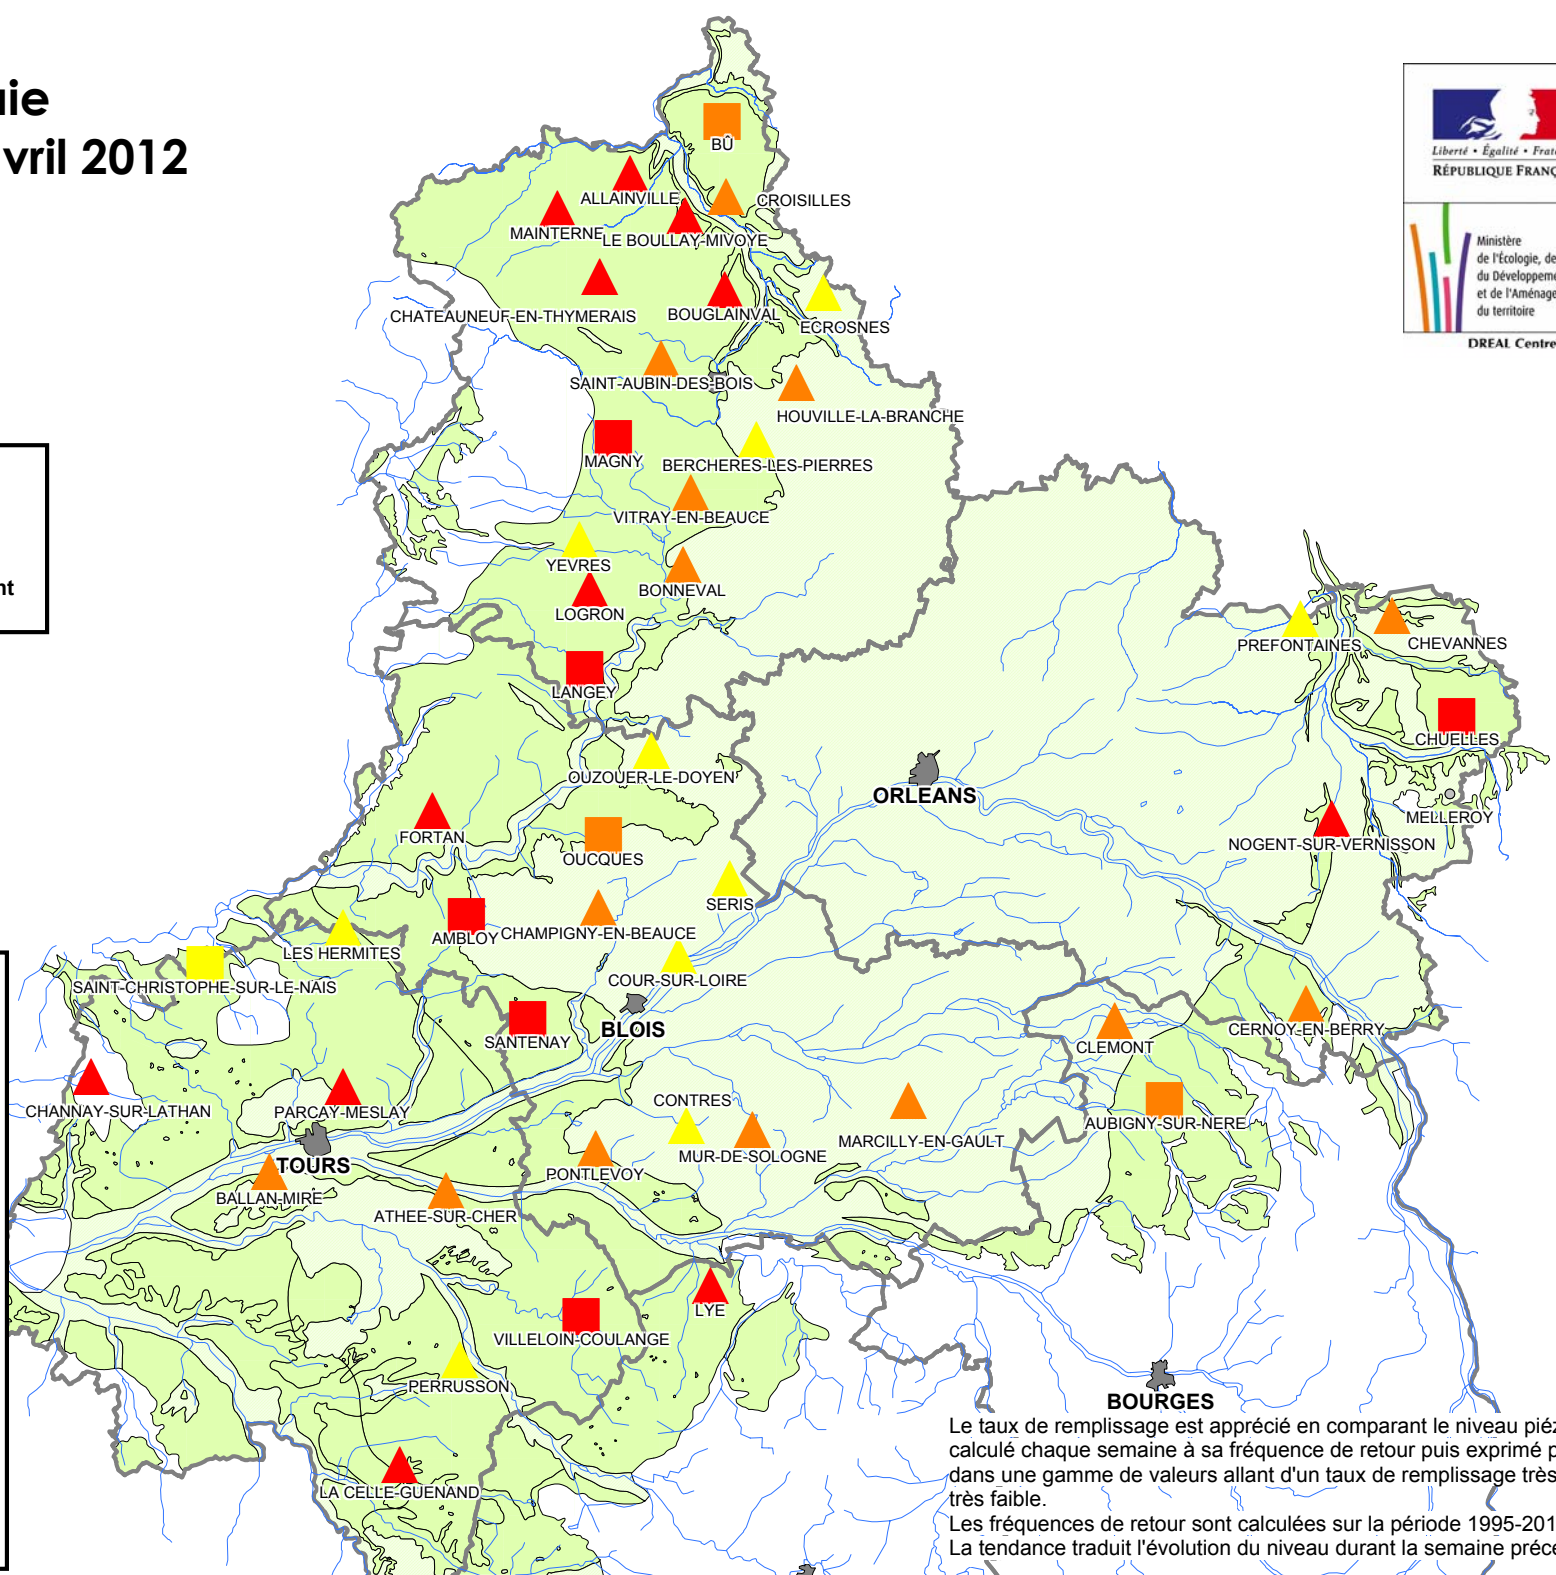 vril 2012
Liberté • Égalité •
RÉPUBLIQUE
Ministère
de l'Écologie, de
du
et de
du territoire
DREAL Centre
BÛ
ALLAINVILLE
CROISILLES
MAINTERNE
LE BOULLAY-MIVOYE
CHATEAUNEUF-EN-THYMERAIS
BOUGLAINVAL
ECROSNES
SAINT-AUBIN-DES-BOIS
HOUVILLE-LA-BRANCHE
MAGNY
BERCHERES-LES-PIERRES
VITRAY-EN-BEAUCE
YEVRES
BONNEVAL
LOGRON
PREFONTAINES
CHEVANNES
LANGEY
CHUELLES
OUZOUER-LE-DOYEN
ORLEANS
MELLEROY
FORTAN
NOGENT-SUR-VERNISSON
OUCQUES
SERIS
AMBLOY
CHAMPIGNY-EN-BEAUCE
LES HERMITES
COUR-SUR-LOIRE
SAINT-CHRISTOPHE-SUR-LE-NAIS
BLOIS
CERNOY-EN-BERRY
SANTENAY
CLEMONT
CONTRES
CHANNAY-SUR-LATHAN
PARCAY-MESLAY
AUBIGNY-SUR-NERE
MARCILLY-EN-GAULT
MUR-DE-SOLOGNE
TOURS
PONTLEVOY
BALLAN-MIRE
ATHEE-SUR-CHER
LYE
VILLELOIN-COULANGE
PERRUSSON
BOURGES
LA CELLE-GUENAND
Le taux de remplissage est apprécié en comparant le niveau
calculé chaque semaine à sa fréquence de retour puis exprimé
dans une gamme de valeurs allant d'un taux de remplissage très
très faible.
Les fréquences de retour sont calculées sur la période 1995-201
La tendance traduit l'évolution du niveau durant la semaine